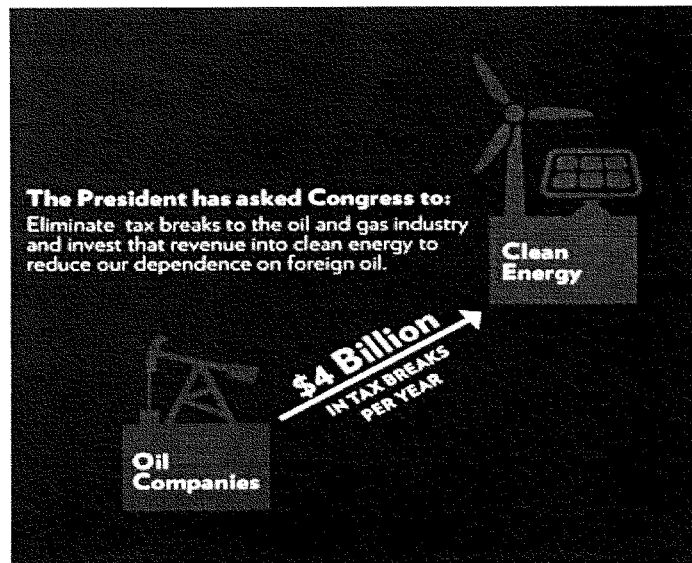 The President has asked Congress to:
Eliminate tax breaks to the oil and gas industry
and invest that revenue into clean energy to
reduce our dependence on foreign oil.
Clean
Energy
$4 Billion
IN TAX BREAKS
PER YEAR
Oil
Companies